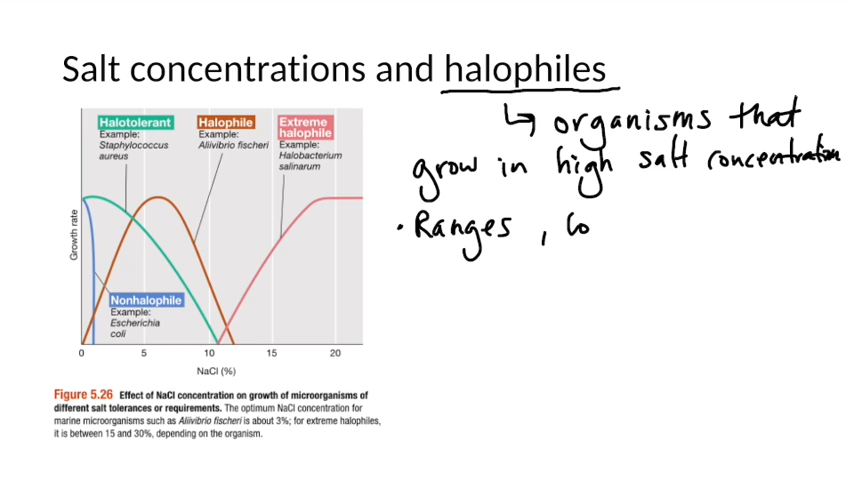 Salt concentrations and halophiles
organisms that
grow in high salt concentration
• Ranges,
Halotolerant
Example:
Staphylococcus
aureus
Halophile
Example:
Aliivibrio fischeri
Extreme
halophile
Example:
Halobacterium
salinarum
Growth rate
Nonhalophile
Example:
Escherichia
coli
0 5 10 15 20
NaCl (%)
Figure 5.26 Effect of NaCl concentration on growth of microorganisms of
different salt tolerances or requirements. The optimum NaCl concentration for
marine microorganisms such as Aliivibrio fischeri is about 3%; for extreme halophiles,
it is between 15 and 30%, depending on the organism.